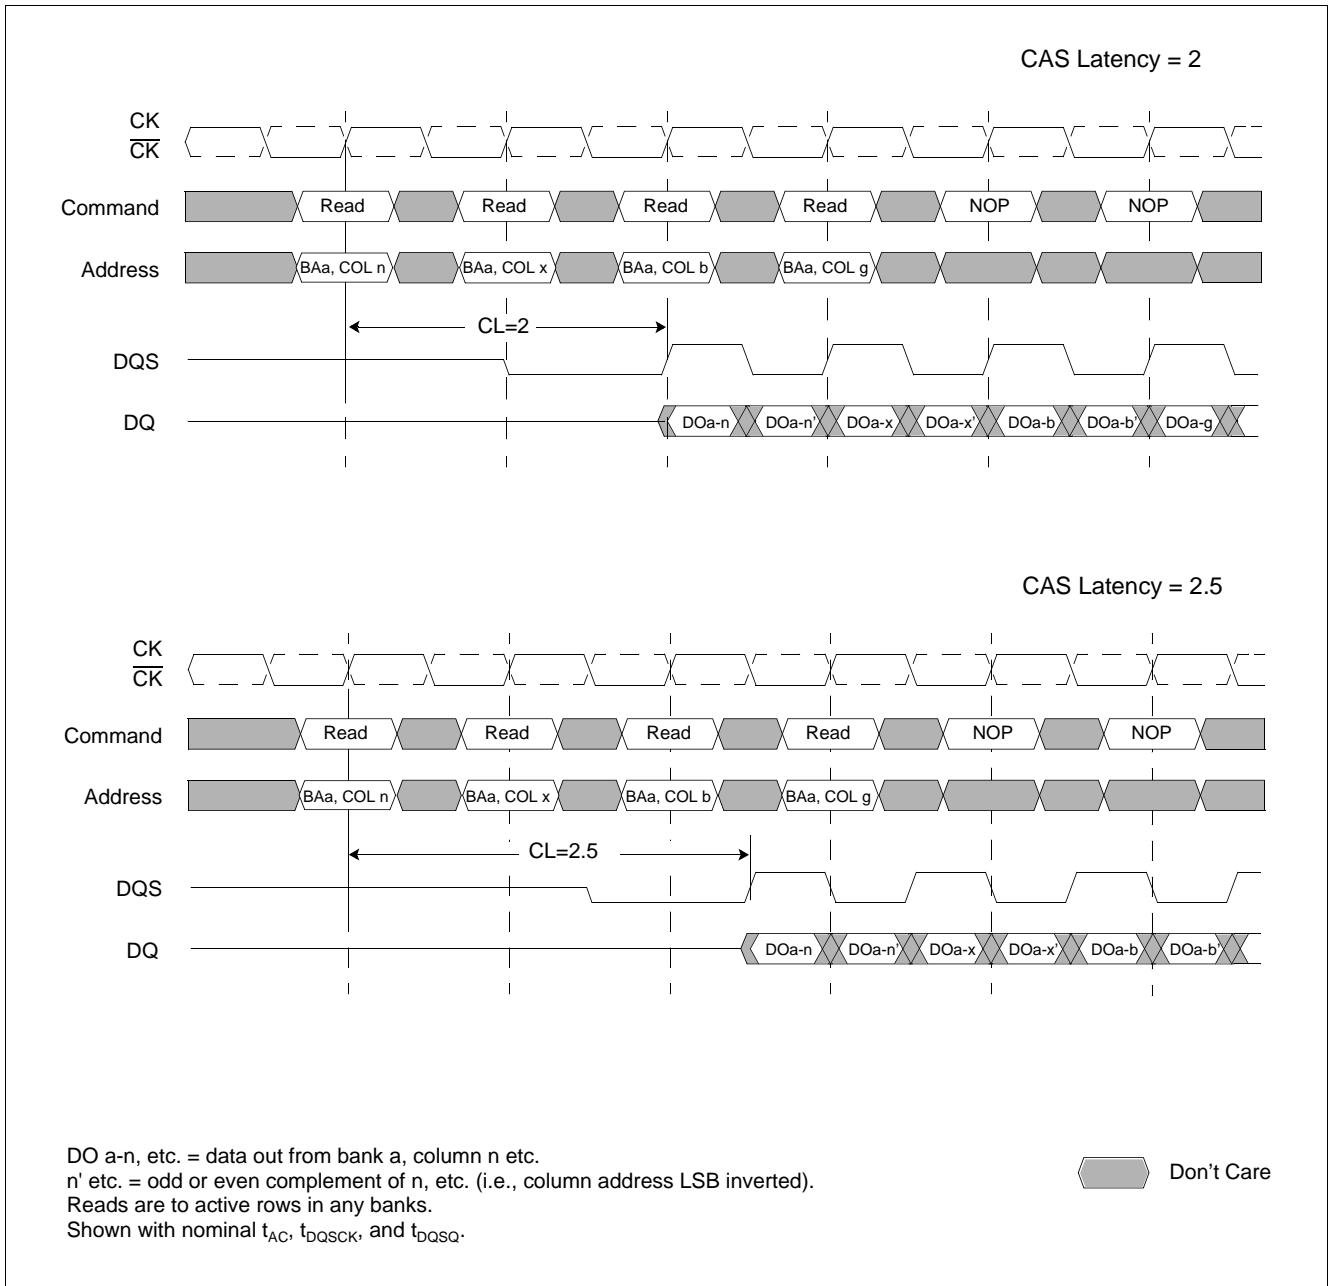 CAS Latency = 2
CK
CK
Command Read Read Read Read NOP NOP
Address BAa, COL n BAa, COL x BAa, COL b BAa, COL g
CL=2
DQS
DQ DOa-n DOa-n' DOa-x DOa-x' DOa-b DOa-b' DOa-g
CAS Latency = 2.5
CK
CK
Command Read Read Read Read NOP NOP
Address BAa, COL n BAa, COL x BAa, COL b BAa, COL g
CL=2.5
DQS
DQ DOa-n DOa-n' DOa-x DOa-x' DOa-b DOa-b'
DO a-n, etc. = data out from bank a, column n etc.
n' etc. = odd or even complement of n, etc. (i.e., column address LSB inverted).
Reads are to active rows in any banks.
Shown with nominal tAC, tDQSCK, and tDQSQ.
Don't Care